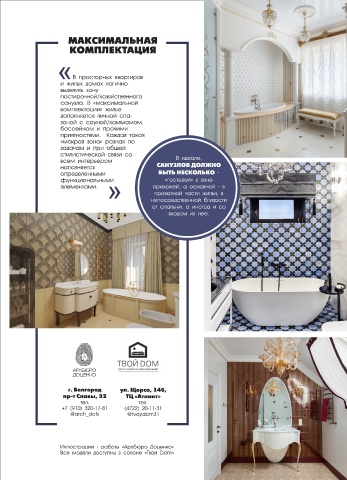 МАКСИМАЛЬНАЯ
КОМПЛЕКТАЦИЯ
« В просторных квартирах
и жилых домах логично
выделить зону
постирочной/хозяйственного
санузла. В «максимальной
комплектации» жилье
дополняется личной спа-
зоной с сауной/хаммамом,
бассейном и прочими
приятностями. Каждая такая
«мокрая зона» разная по
задачам и при общей
стилистической связи со
всем интерьером
наполняется
определенными
функциональными
элементами. »
В идеале,
САНУЗЛОВ ДОЛЖНО
БЫТЬ НЕСКОЛЬКО -
«гостевой» в зоне
прихожей, а основной - в
приватной части жилья, в
непосредственной близости
от спальни, а иногда и со
входом из нее.
АРХБЮРО
ДОЦЕНКО
ТВОЙ DOM
г. Белгород
пр-т Славы, 32
тел.
+7 (910) 320-17-81
@arch_dots
ул. Щорса, 14б,
ТЦ «Атлант»
тел.
(4722) 20-11-31
@tvoydom31
Иллюстрации - работы «Архбюро Доценко»
Все модели доступны в салоне «Твой Dom»